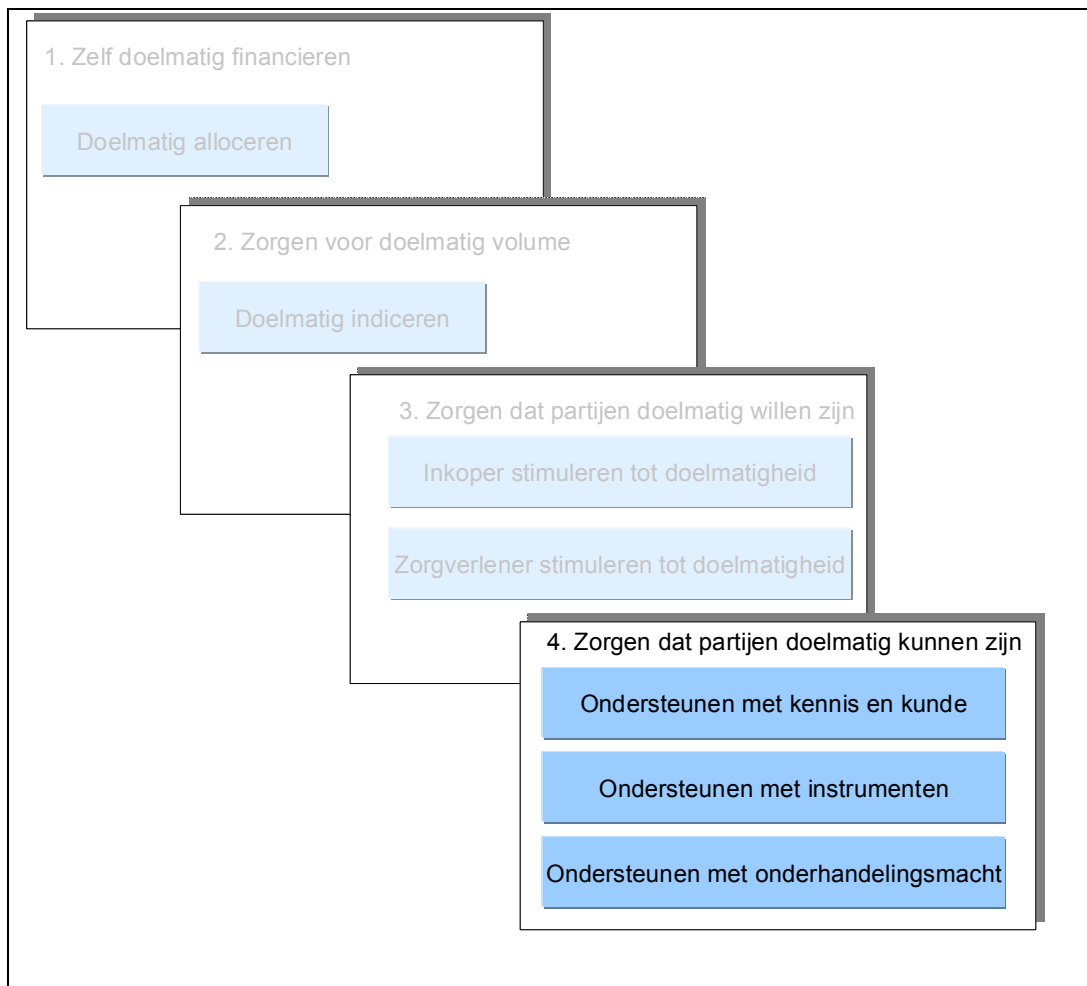 1. Zelf doelmatig financieren
Doelmatig alloceren
2. Zorgen voor doelmatig volume
Doelmatig indiceren
3. Zorgen dat partijen doelmatig willen zijn
Inkoper stimuleren tot doelmatigheid
Zorgverlener stimuleren tot doelmatigheid
4. Zorgen dat partijen doelmatig kunnen zijn
Ondersteunen met kennis en kunde
Ondersteunen met instrumenten
Ondersteunen met onderhandelingsmacht